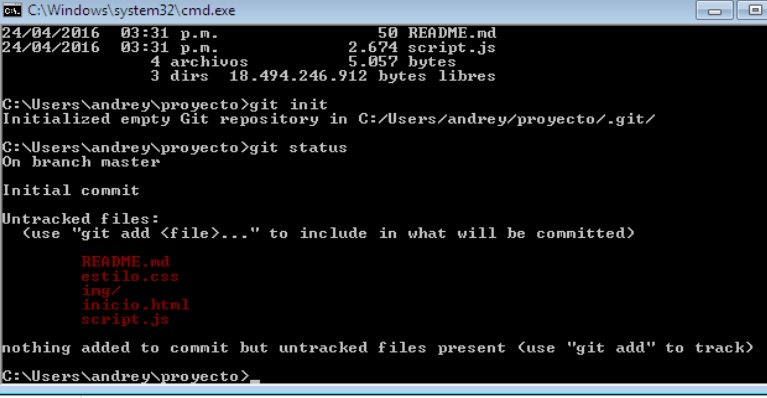 C:\Windows\system32\cmd.exe
24/04/2016  03:31 p.m.                50 README.md
24/04/2016  03:31 p.m.             2.674 script.js
               4 archivos          5.057 bytes
               3 dirs  18.494.246.912 bytes libres
C:\Users\andrey\proyecto>git init
Initialized empty Git repository in C:/Users/andrey/proyecto/.git/
C:\Users\andrey\proyecto>git status
On branch master
Initial commit
Untracked files:
  (use "git add <file>..." to include in what will be committed)
        README.md
        estilo.css
        img/
        inicio.html
        script.js
nothing added to commit but untracked files present (use "git add" to track)
C:\Users\andrey\proyecto>_